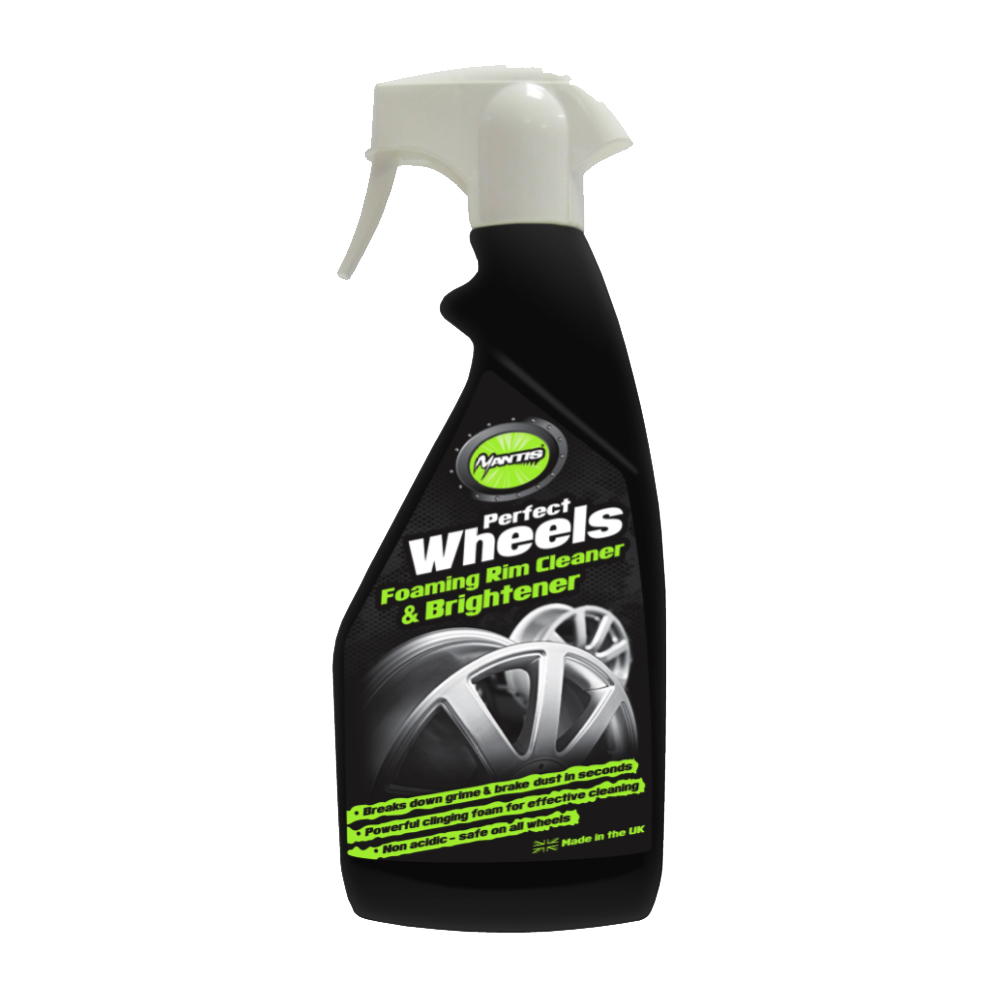 MANTIS
Perfect
Wheels
Foaming Rim Cleaner
& Brightener
• Breaks down grime & brake dust in seconds
• Powerful clinging foam for effective cleaning
• Non acidic - safe on all wheels
Made in the UK